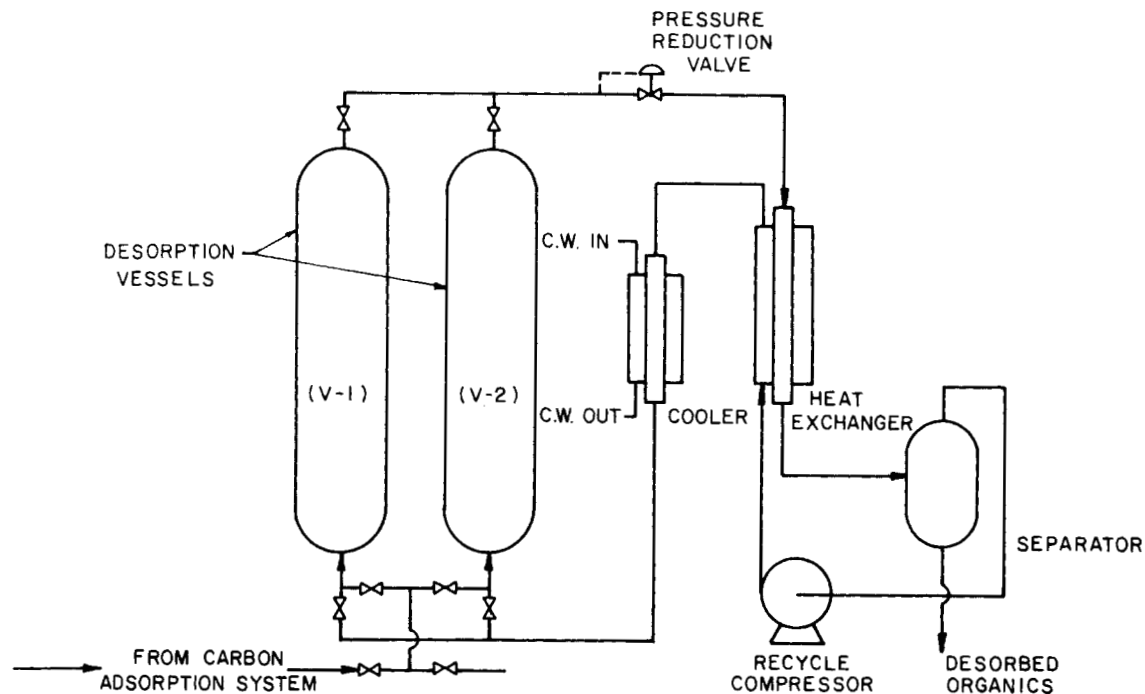 PRESSURE
REDUCTION
VALVE
DESORPTION
VESSELS
C.W. IN
(V-1)
(V-2)
C.W. OUT
COOLER
HEAT
EXCHANGER
SEPARATOR
FROM CARBON
ADSORPTION SYSTEM
RECYCLE
COMPRESSOR
DESORBED
ORGANICS